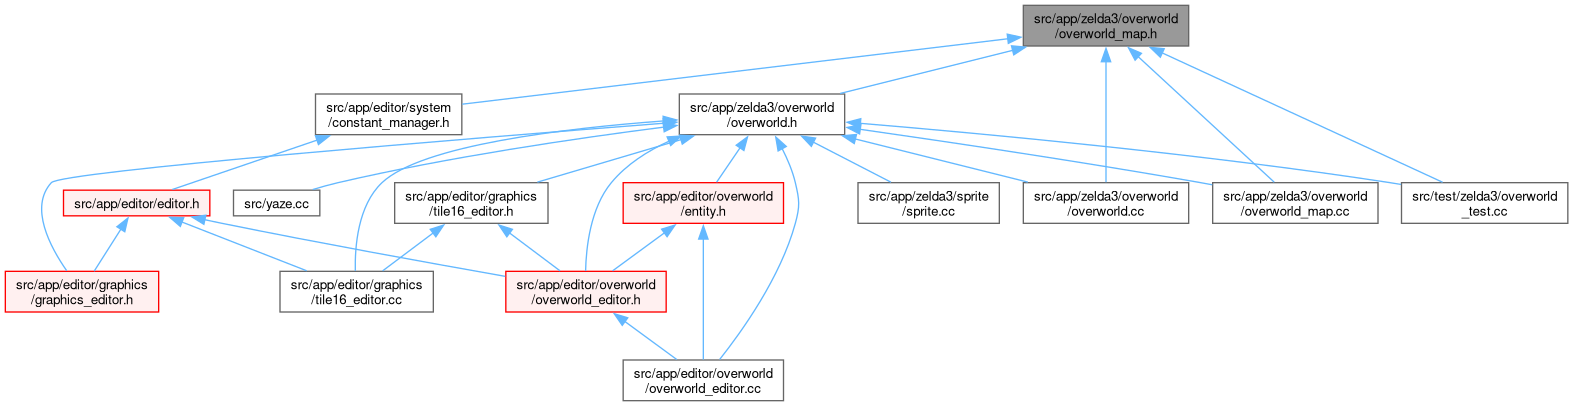 src/app/zelda3/overworld
/overworld_map.h
src/app/editor/system
/constant_manager.h
src/app/zelda3/overworld
/overworld.h
src/app/editor/editor.h
src/yaze.cc
src/app/editor/graphics
/tile16_editor.h
src/app/editor/overworld
/entity.h
src/app/zelda3/sprite
/sprite.cc
src/app/zelda3/overworld
/overworld.cc
src/app/zelda3/overworld
/overworld_map.cc
src/test/zelda3/overworld
_test.cc
src/app/editor/graphics
/graphics_editor.h
src/app/editor/graphics
/tile16_editor.cc
src/app/editor/overworld
/overworld_editor.h
src/app/editor/overworld
/overworld_editor.cc